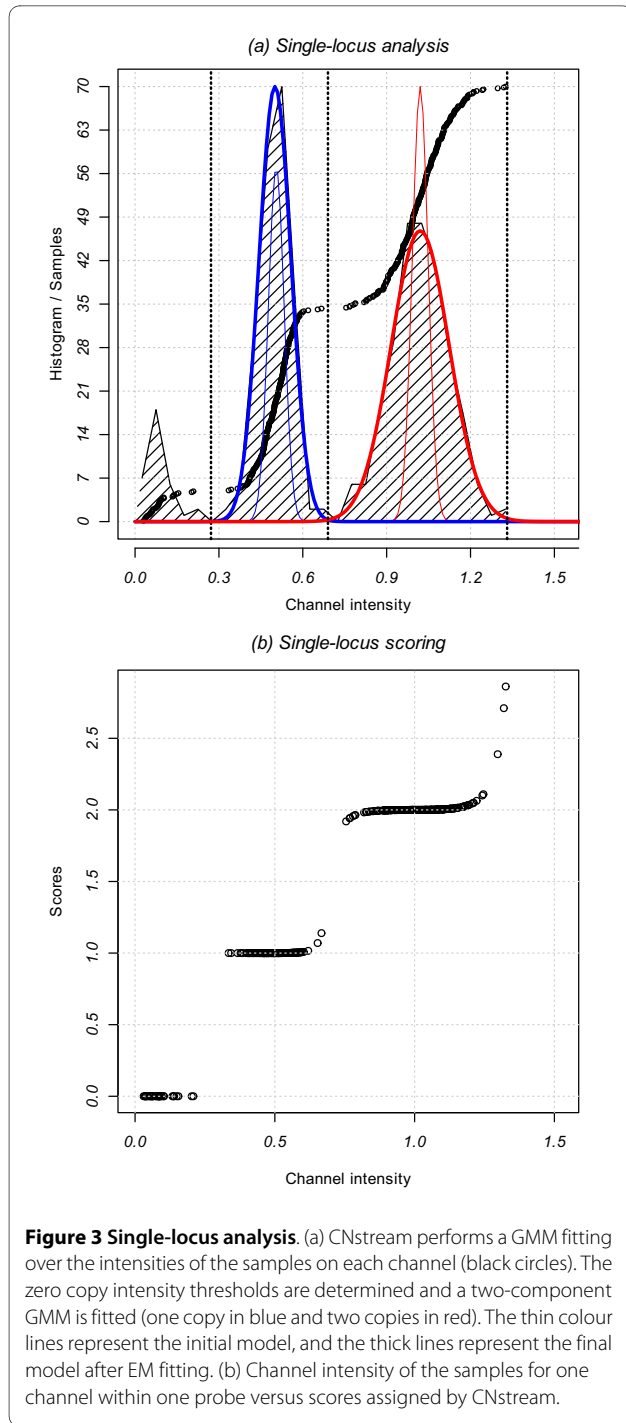 (a) Single-locus analysis
Histogram / Samples
70
63
56
49
42
35
28
21
14
7
0
0.0 0.3 0.6 0.9 1.2 1.5
Channel intensity
(b) Single-locus scoring
Scores
2.5
2.0
1.5
1.0
0.5
0.0
0.0 0.5 1.0 1.5
Channel intensity
Figure 3 Single-locus analysis. (a) CNstream performs a GMM fitting
over the intensities of the samples on each channel (black circles). The
zero copy intensity thresholds are determined and a two-component
GMM is fitted (one copy in blue and two copies in red). The thin colour
lines represent the initial model, and the thick lines represent the final
model after EM fitting. (b) Channel intensity of the samples for one
channel within one probe versus scores assigned by CNstream.